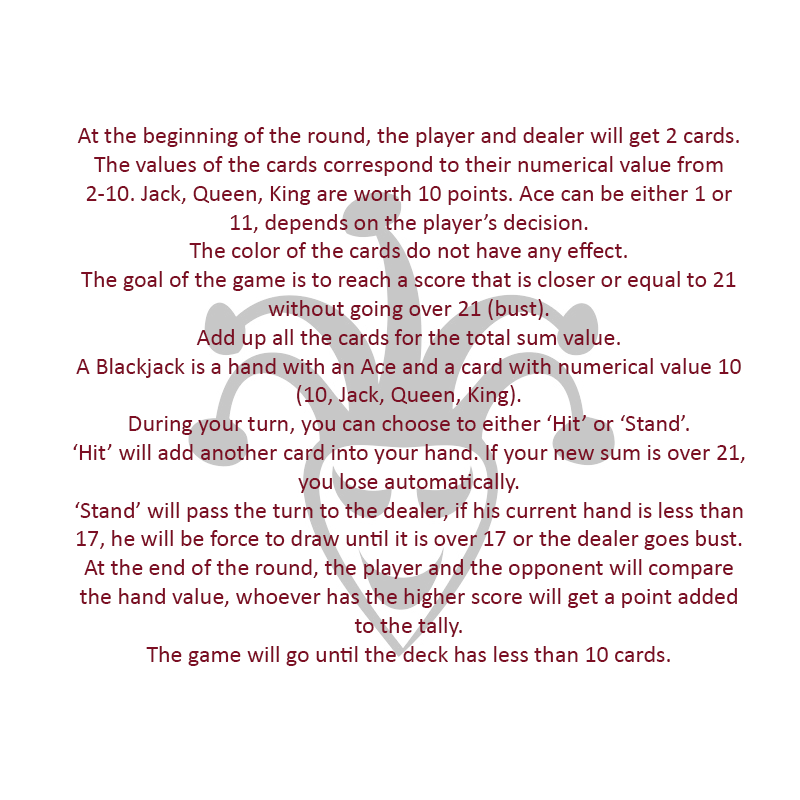 At the beginning of the round, the player and dealer will get 2 cards.
The values of the cards correspond to their numerical value from
2-10. Jack, Queen, King are worth 10 points. Ace can be either 1 or
11, depends on the player’s decision.
The color of the cards do not have any effect.
The goal of the game is to reach a score that is closer or equal to 21
without going over 21 (bust).
Add up all the cards for the total sum value.
A Blackjack is a hand with an Ace and a card with numerical value 10
(10, Jack, Queen, King).
During your turn, you can choose to either ‘Hit’ or ‘Stand’.
‘Hit’ will add another card into your hand. If your new sum is over 21,
you lose automatically.
‘Stand’ will pass the turn to the dealer, if his current hand is less than
17, he will be force to draw until it is over 17 or the dealer goes bust.
At the end of the round, the player and the opponent will compare
the hand value, whoever has the higher score will get a point added
to the tally.
The game will go until the deck has less than 10 cards.